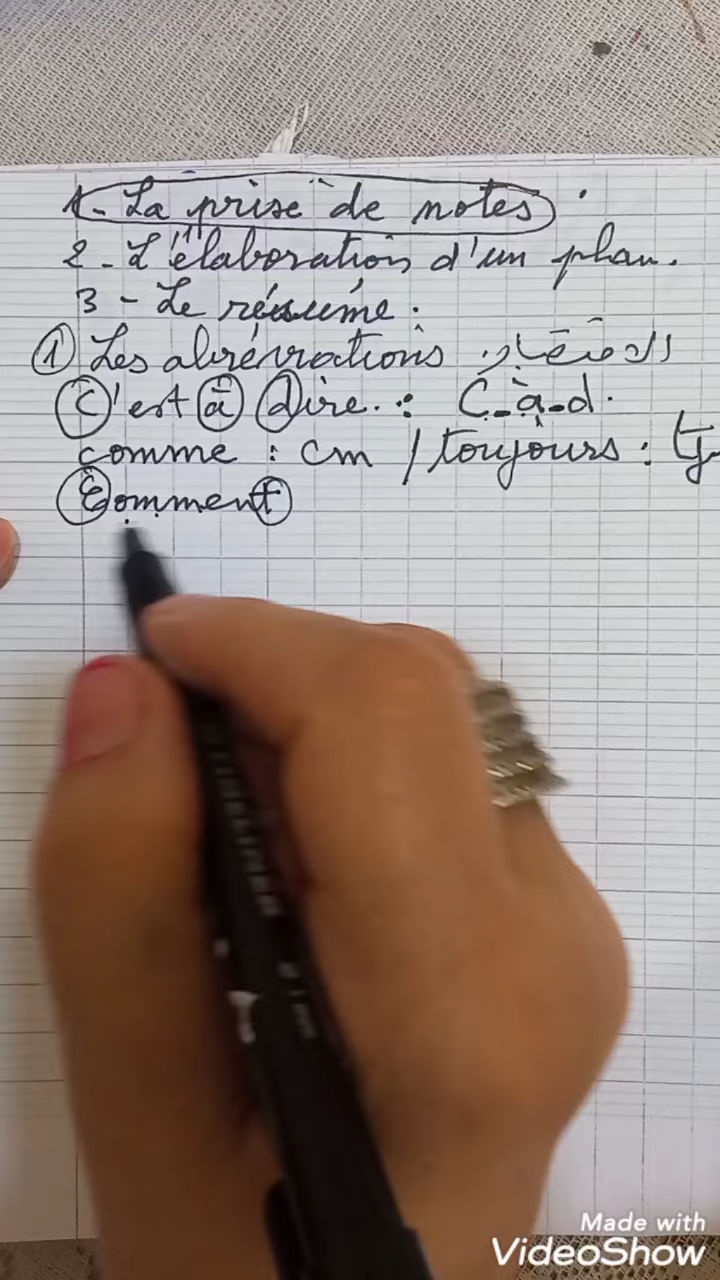 1- La prise de notes.
2- L'élaboration d'un plan.
3- Le résumé.
① Les abréviations
C'est à dire : C-à-d.
comme : cm / toujours : tj
Comment
Made with
VideoShow